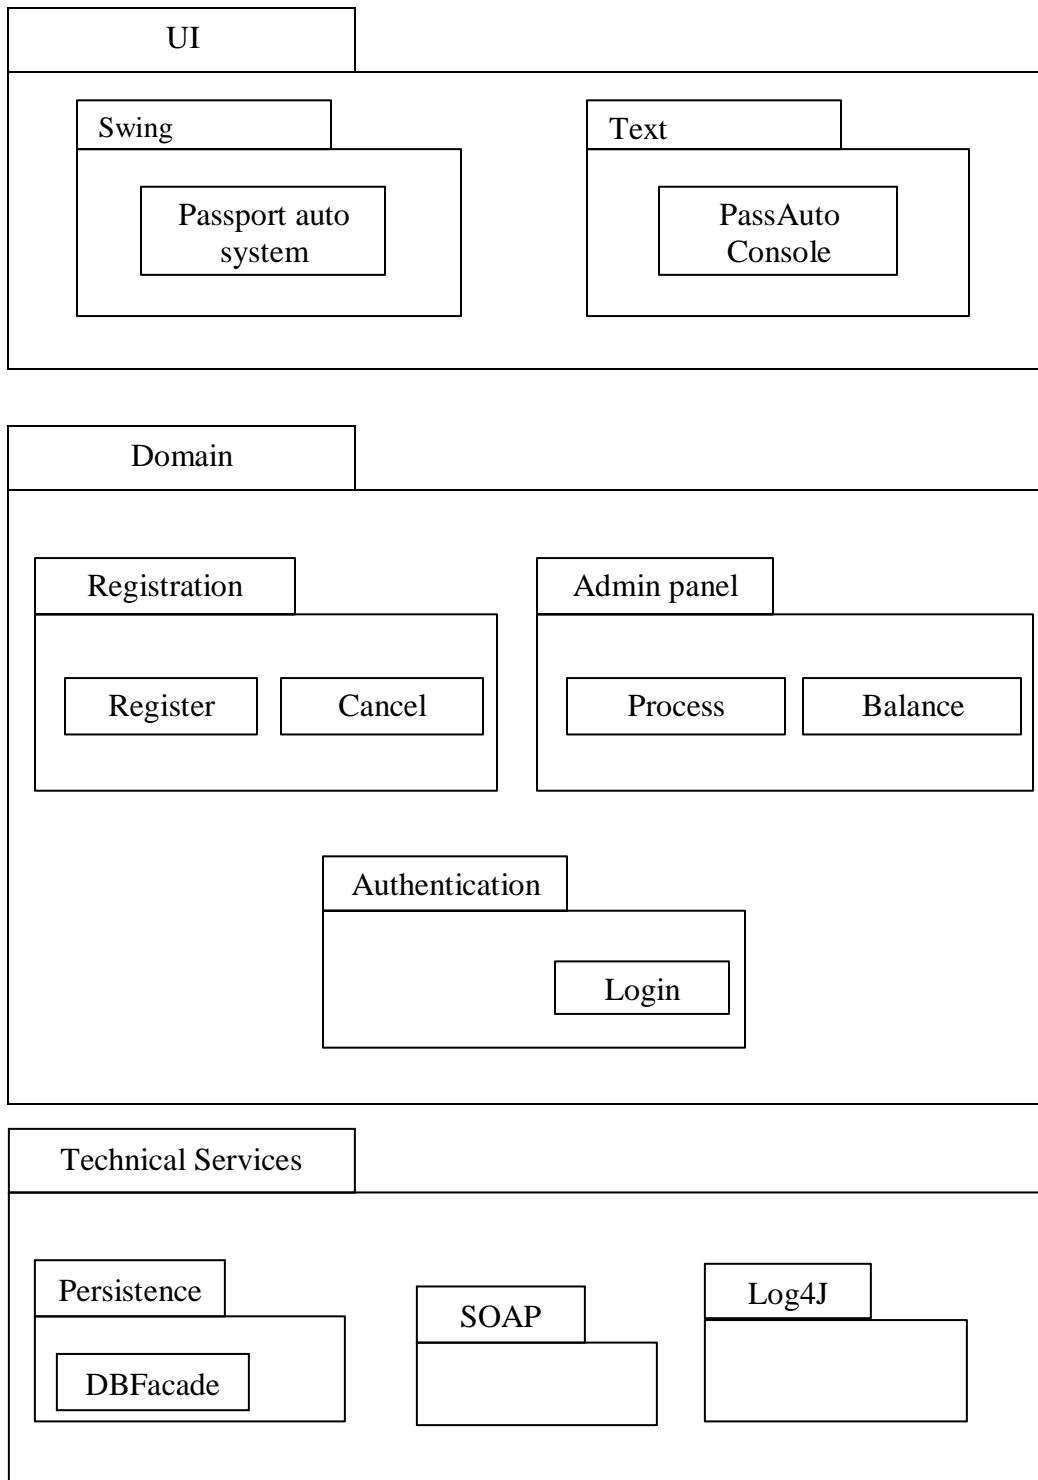 UI
Swing
Text
Passport auto
system
PassAuto
Console
Domain
Registration
Admin panel
Register
Cancel
Process
Balance
Authentication
Login
Technical Services
Persistence
SOAP
Log4J
DBFacade